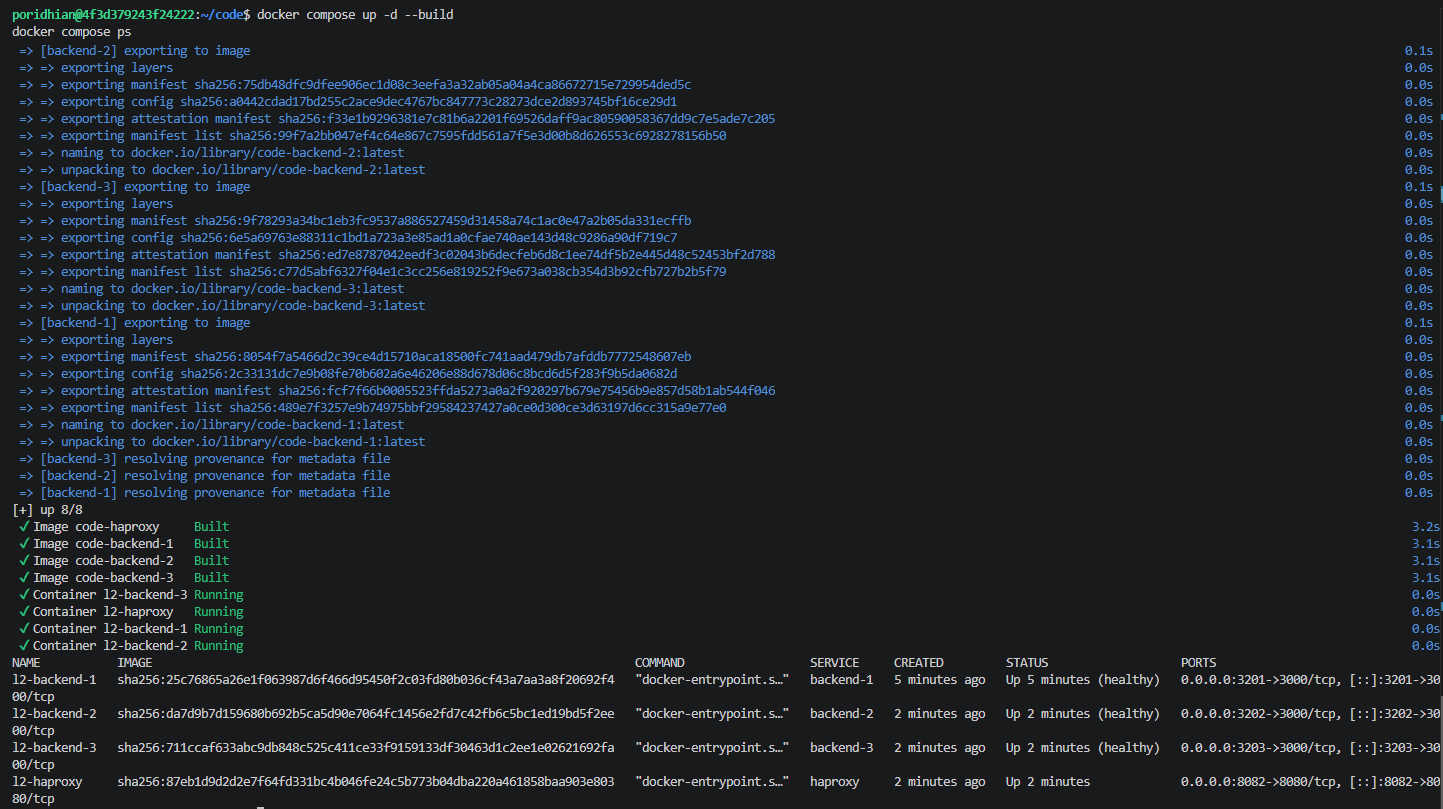 poridhian@4f3d379243f24222:~/code$ docker compose up -d --build
docker compose ps
=> [backend-2] exporting to image 0.1s
=> => exporting layers 0.0s
=> => exporting manifest sha256:75db48dfc9dfee906ec1d08c3eefa3a32ab05a04a4ca86672715e729954ded5c 0.0s
=> => exporting config sha256:a0442cdad17bd255c2ace9dec4767bc847773c28273dce2d893745bf16ce29d1 0.0s
=> => exporting attestation manifest sha256:f33e1b9296381e7c81b6a2201f69526daff9ac80590058367dd9c7e5ade7c205 0.0s
=> => exporting manifest list sha256:99f7a2bb047ef4c64e867c7595fdd561a7f5e3d00b8d626553c6928278156b50 0.0s
=> => naming to docker.io/library/code-backend-2:latest 0.0s
=> => unpacking to docker.io/library/code-backend-2:latest 0.0s
=> [backend-3] exporting to image 0.1s
=> => exporting layers 0.0s
=> => exporting manifest sha256:9f78293a34bc1eb3fc9537a886527459d31458a74c1ac0e47a2b05da331ecffb 0.0s
=> => exporting config sha256:6e5a69763e88311c1bd1a723a3e85ad1a0cfae740ae143d48c9286a90df719c7 0.0s
=> => exporting attestation manifest sha256:ed7e8787042eedf3c02043b6decfeb6d8c1ee74df5b2e445d48c52453bf2d788 0.0s
=> => exporting manifest list sha256:c77d5abf6327f04e1c3cc256e819252f9e673a038cb354d3b92cfb727b2b5f79 0.0s
=> => naming to docker.io/library/code-backend-3:latest 0.0s
=> => unpacking to docker.io/library/code-backend-3:latest 0.0s
=> [backend-1] exporting to image 0.1s
=> => exporting layers 0.0s
=> => exporting manifest sha256:8054f7a5466d2c39ce4d15710aca18500fc741aad479db7afddb7772548607eb 0.0s
=> => exporting config sha256:2c33131dc7e9b08fe70b602a6e46206e88d678d06c8bcd6d5f283f9b5da0682d 0.0s
=> => exporting attestation manifest sha256:fcf7f66b0005523ffda5273a0a2f920297b679e75456b9e857d58b1ab544f046 0.0s
=> => exporting manifest list sha256:489e7f3257e9b74975bbf29584237427a0ce0d300ce3d63197d6cc315a9e77e0 0.0s
=> => naming to docker.io/library/code-backend-1:latest 0.0s
=> => unpacking to docker.io/library/code-backend-1:latest 0.0s
=> [backend-3] resolving provenance for metadata file 0.0s
=> [backend-2] resolving provenance for metadata file 0.0s
=> [backend-1] resolving provenance for metadata file 0.0s
[+] up 8/8
✓ Image code-haproxy Built 3.2s
✓ Image code-backend-1 Built 3.1s
✓ Image code-backend-2 Built 3.1s
✓ Image code-backend-3 Built 3.1s
✓ Container l2-backend-3 Running 0.0s
✓ Container l2-haproxy Running 0.0s
✓ Container l2-backend-1 Running 0.0s
✓ Container l2-backend-2 Running 0.0s
NAME IMAGE COMMAND SERVICE CREATED STATUS PORTS
l2-backend-1 sha256:25c76865a26e1f063987d6f466d95450f2c03fd80b036cf43a7aa3a8f20692f4 "docker-entrypoint.s…" backend-1 5 minutes ago Up 5 minutes (healthy) 0.0.0.0:3201->3000/tcp, [::]:3201->30
00/tcp
l2-backend-2 sha256:da7d9b7d159680b692b5ca5d90e7064fc1456e2fd7c42fb6c5bc1ed19bd5f2ee "docker-entrypoint.s…" backend-2 2 minutes ago Up 2 minutes (healthy) 0.0.0.0:3202->3000/tcp, [::]:3202->30
00/tcp
l2-backend-3 sha256:711ccaf633abc9db848c525c411ce33f9159133df30463d1c2ee1e02621692fa "docker-entrypoint.s…" backend-3 2 minutes ago Up 2 minutes (healthy) 0.0.0.0:3203->3000/tcp, [::]:3203->30
00/tcp
l2-haproxy sha256:87eb1d9d2d2e7f64fd331bc4b046fe24c5b773b04dba220a461858baa903e803 "docker-entrypoint.s…" haproxy 2 minutes ago Up 2 minutes 0.0.0.0:8082->8080/tcp, [::]:8082->80
80/tcp